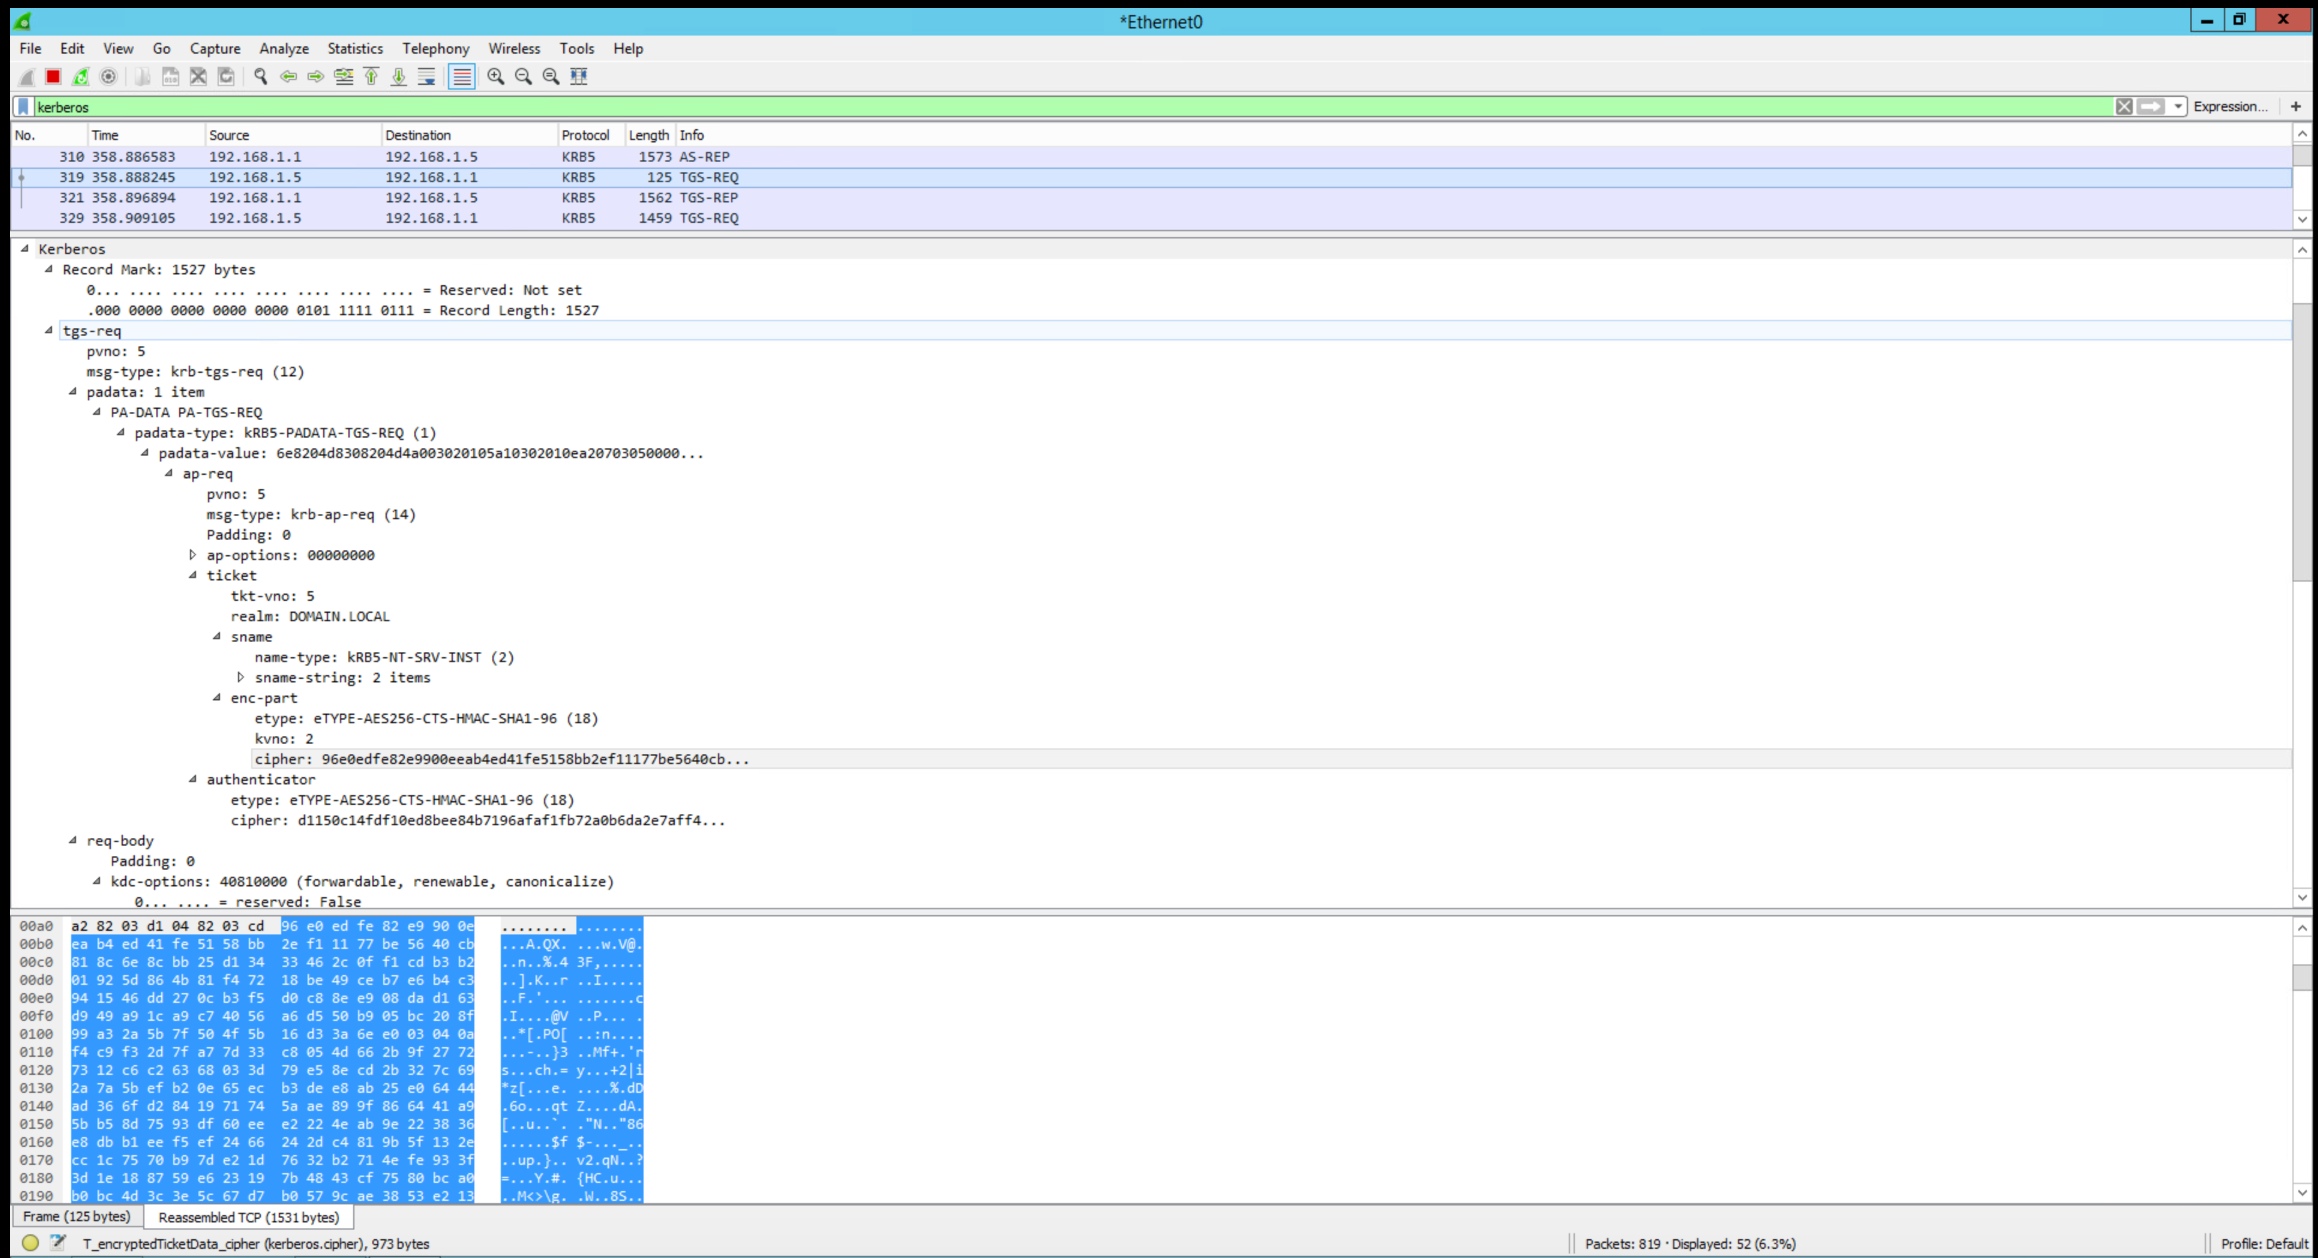 *Ethernet0
File Edit View Go Capture Analyze Statistics Telephony Wireless Tools Help
kerberos
Expression... +
No. Time Source Destination Protocol Length Info
310 358.886583 192.168.1.1 192.168.1.5 KRB5 1573 AS-REP
319 358.888245 192.168.1.5 192.168.1.1 KRB5 125 TGS-REQ
321 358.896894 192.168.1.1 192.168.1.5 KRB5 1562 TGS-REP
329 358.909105 192.168.1.5 192.168.1.1 KRB5 1459 TGS-REQ
Kerberos
Record Mark: 1527 bytes
0... .... .... .... .... .... .... .... = Reserved: Not set
.000 0000 0000 0000 0000 0101 1111 0111 = Record Length: 1527
tgs-req
pvno: 5
msg-type: krb-tgs-req (12)
padata: 1 item
PA-DATA PA-TGS-REQ
padata-type: kRB5-PADATA-TGS-REQ (1)
padata-value: 6e8204d8308204d4a003020105a10302010ea20703050000...
ap-req
pvno: 5
msg-type: krb-ap-req (14)
Padding: 0
ap-options: 00000000
ticket
tkt-vno: 5
realm: DOMAIN.LOCAL
sname
name-type: kRB5-NT-SRV-INST (2)
sname-string: 2 items
enc-part
etype: eTYPE-AES256-CTS-HMAC-SHA1-96 (18)
kvno: 2
cipher: 96e0edfe82e9900eeab4ed41fe5158bb2ef11177be5640cb...
authenticator
etype: eTYPE-AES256-CTS-HMAC-SHA1-96 (18)
cipher: d1150c14fdf10ed8bee84b7196afaf1fb72a0b6da2e7aff4...
req-body
Padding: 0
kdc-options: 40810000 (forwardable, renewable, canonicalize)
0... .... = reserved: False
00a0 a2 82 03 d1 04 82 03 cd 96 e0 ed fe 82 e9 90 0e ........ ........
00b0 ea b4 ed 41 fe 51 58 bb 2e f1 11 77 be 56 40 cb ...A.QX. ...w.V@.
00c0 81 8c 6e 8c bb 25 d1 34 33 46 2c 0f f1 cd b3 b2 ..n..%.4 3F,.....
00d0 01 92 5d 86 4b 81 f4 72 18 be 49 ce b7 e6 b4 c3 ..].K..r ..I.....
00e0 94 15 46 dd 27 0c b3 f5 d0 c8 8e e9 08 da d1 63 ..F.'... .......c
00f0 d9 49 a9 1c a9 c7 40 56 a6 d5 50 b9 05 bc 20 8f .I....@V ..P... .
0100 99 a3 2a 5b 7f 50 4f 5b 16 d3 3a 6e e0 03 04 0a ..*[.PO[ ..:n....
0110 f4 c9 f3 2d 7f a7 7d 33 c8 05 4d 66 2b 9f 27 72 ...-..}3 ..Mf+.'r
0120 73 12 c6 c2 63 68 03 3d 79 e5 8e cd 2b 32 7c 69 s...ch.= y...+2|i
0130 2a 7a 5b ef b2 0e 65 ec b3 de e8 ab 25 e0 64 44 *z[...e. ....%.dD
0140 ad 36 6f d2 84 19 71 74 5a ae 89 9f 86 64 41 a9 .6o...qt Z....dA.
0150 5b b5 8d 75 93 df 60 ee e2 22 4e ab 9e 22 38 36 [..u..`. ."N.."86
0160 e8 db b1 ee f5 ef 24 66 24 2d c4 81 9b 5f 13 2e ......$f $-..._..
0170 cc 1c 75 70 b9 7d e2 1d 76 32 b2 71 4e fe 93 3f ..up.}.. v2.qN..?
0180 3d 1e 18 87 59 e6 23 19 7b 48 43 cf 75 80 bc a0 =...Y.#. {HC.u...
0190 b0 bc 4d 3c 3e 5c 67 d7 b0 57 9c ae 38 53 e2 13 ..M<>\g. .W..8S..
Frame (125 bytes) Reassembled TCP (1531 bytes)
T_encryptedTicketData_cipher (kerberos.cipher), 973 bytes
Packets: 819 · Displayed: 52 (6.3%)
Profile: Default